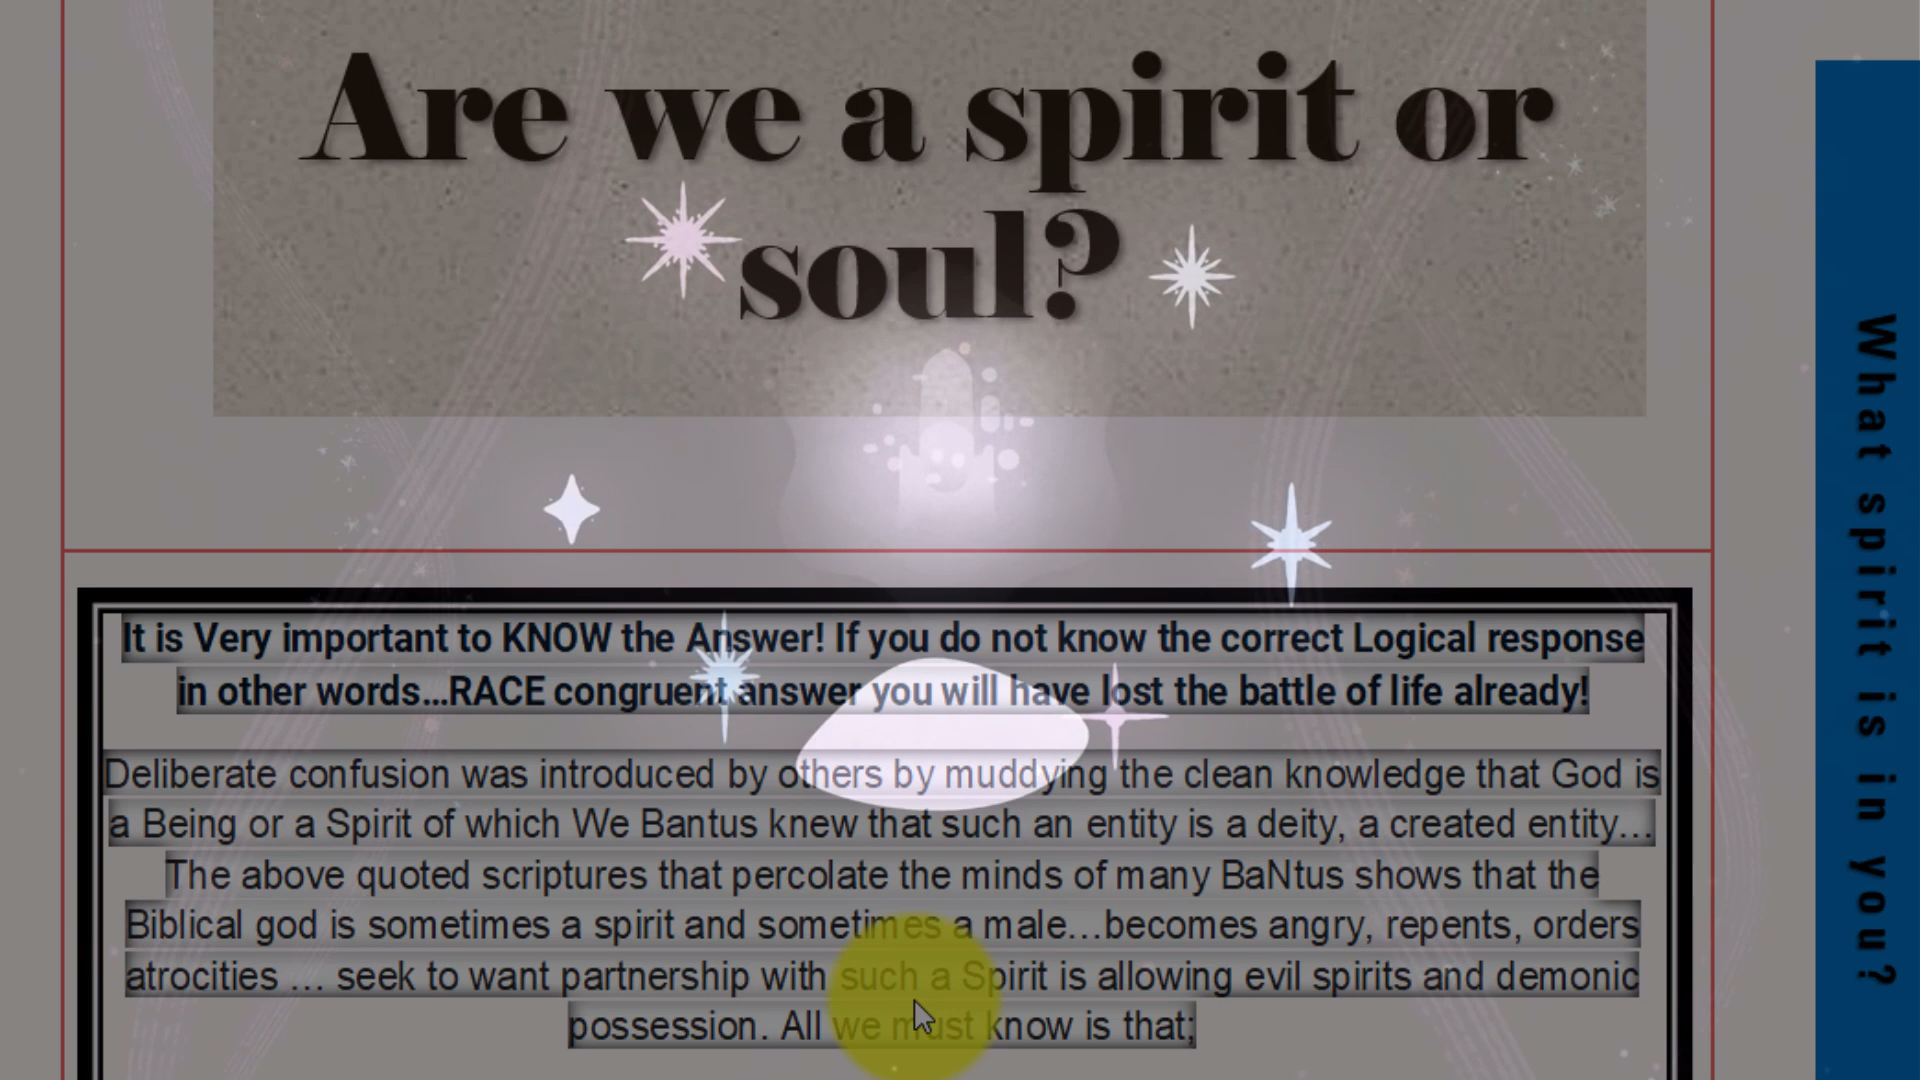 Are we a spirit or
soul?
It is Very important to KNOW the Answer! If you do not know the correct Logical response
in other words...RACE congruent answer you will have lost the battle of life already!
Deliberate confusion was introduced by others by muddying the clean knowledge that God is
a Being or a Spirit of which We Bantus knew that such an entity is a deity, a created entity...
The above quoted scriptures that percolate the minds of many BaNtus shows that the
Biblical god is sometimes a spirit and sometimes a male...becomes angry, repents, orders
atrocities ... seek to want partnership with such a Spirit is allowing evil spirits and demonic
possession. All we must know is that;
What spirit is in you?